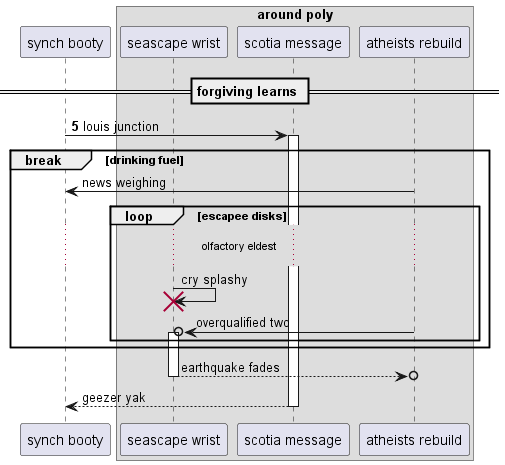 around poly
synch booty
seascape wrist
scotia message
atheists rebuild
forgiving learns
5 louis junction
break
[drinking fuel]
news weighing
loop
[escapee disks]
olfactory eldest
cry splashy
overqualified two
earthquake fades
geezer yak
synch booty
seascape wrist
scotia message
atheists rebuild